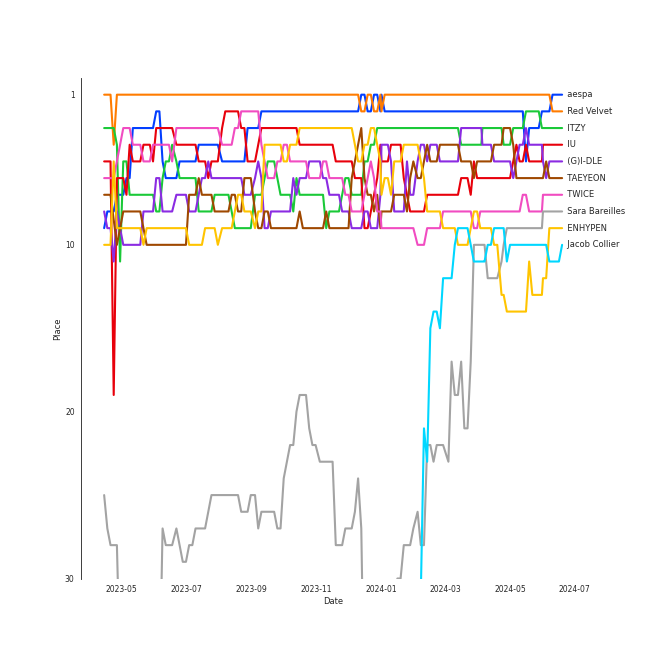 1
10
20
30
Place
2023-05
2023-07
2023-09
2023-11
2024-01
2024-03
2024-05
2024-07
Date
aespa
Red Velvet
ITZY
IU
(G)I-DLE
TAEYEON
TWICE
Sara Bareilles
ENHYPEN
Jacob Collier